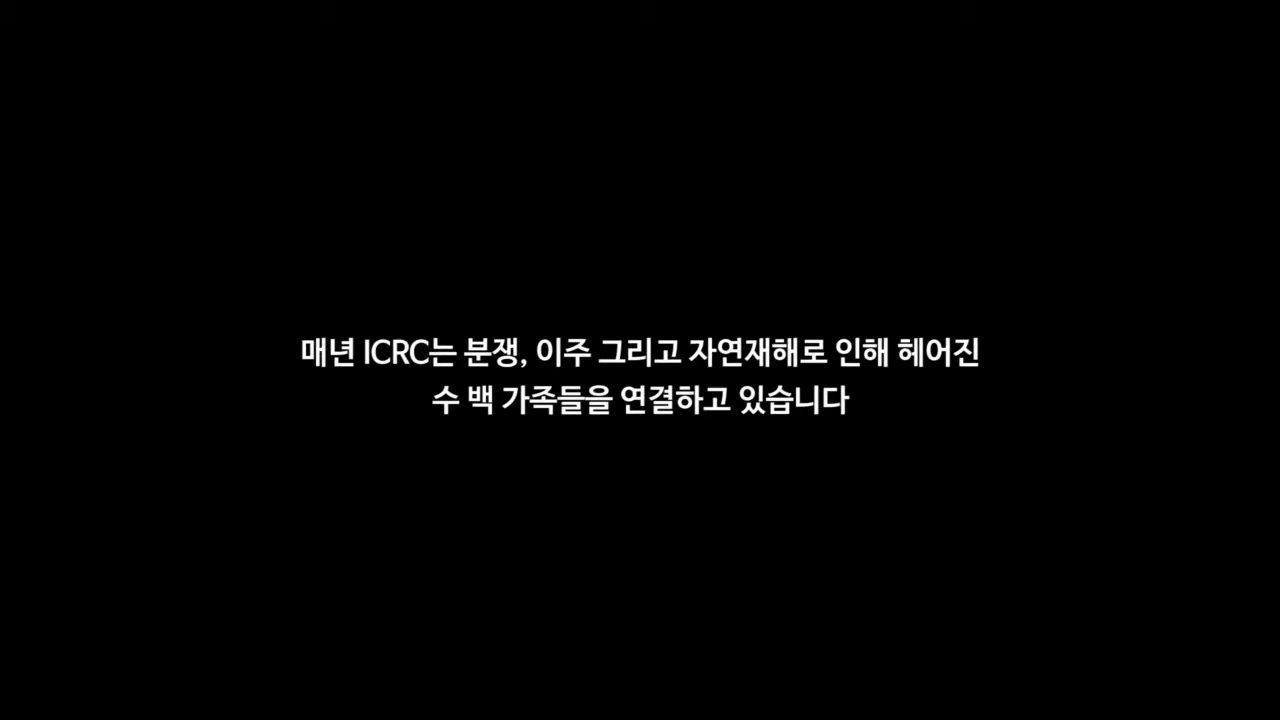 매년 ICRC는 분쟁, 이주 그리고 자연재해로 인해 헤어진
수 백 가족들을 연결하고 있습니다